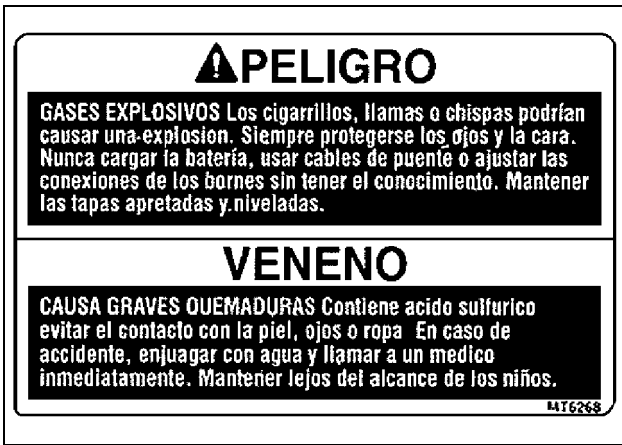 PELIGRO
GASES EXPLOSIVOS Los cigarrillos, llamas o chispas podrían
causar una explosion. Siempre protegerse los ojos y la cara.
Nunca cargar la batería, usar cables de puente o ajustar las
conexiones de los bornes sin tener el conocimiento. Mantener
las tapas apretadas y niveladas.
VENENO
CAUSA GRAVES QUEMADURAS Contiene acido sulfurico
evitar el contacto con la piel, ojos o ropa En caso de
accidente, enjuagar con agua y llamar a un medico
inmediatamente. Mantener lejos del alcance de los niños.
MT6268